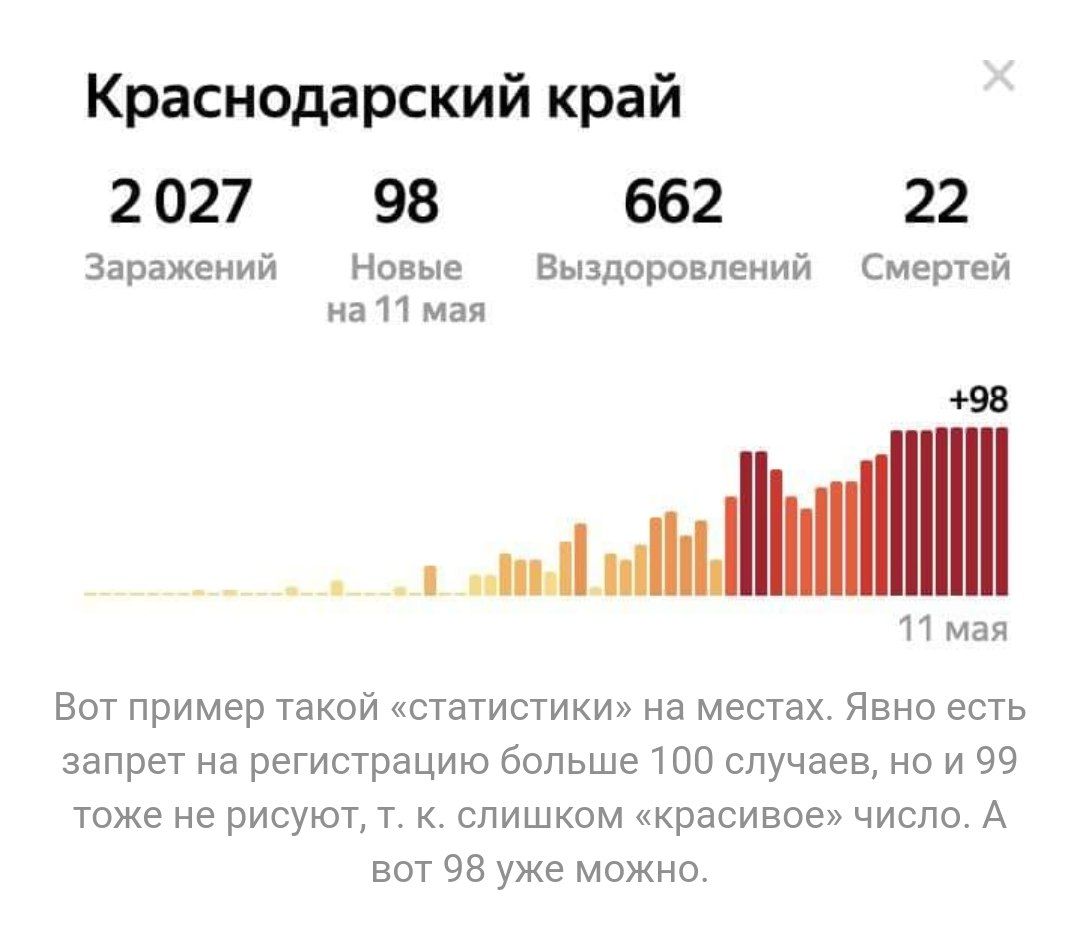 Краснодарский край
2 027 98 662 22
Заражений Новые Выздоровлений Смертей
на 11 мая
+98
11 мая
Вот пример такой «статистики» на местах. Явно есть
запрет на регистрацию больше 100 случаев, но и 99
тоже не рисуют, т. к. слишком «красивое» число. А
вот 98 уже можно.